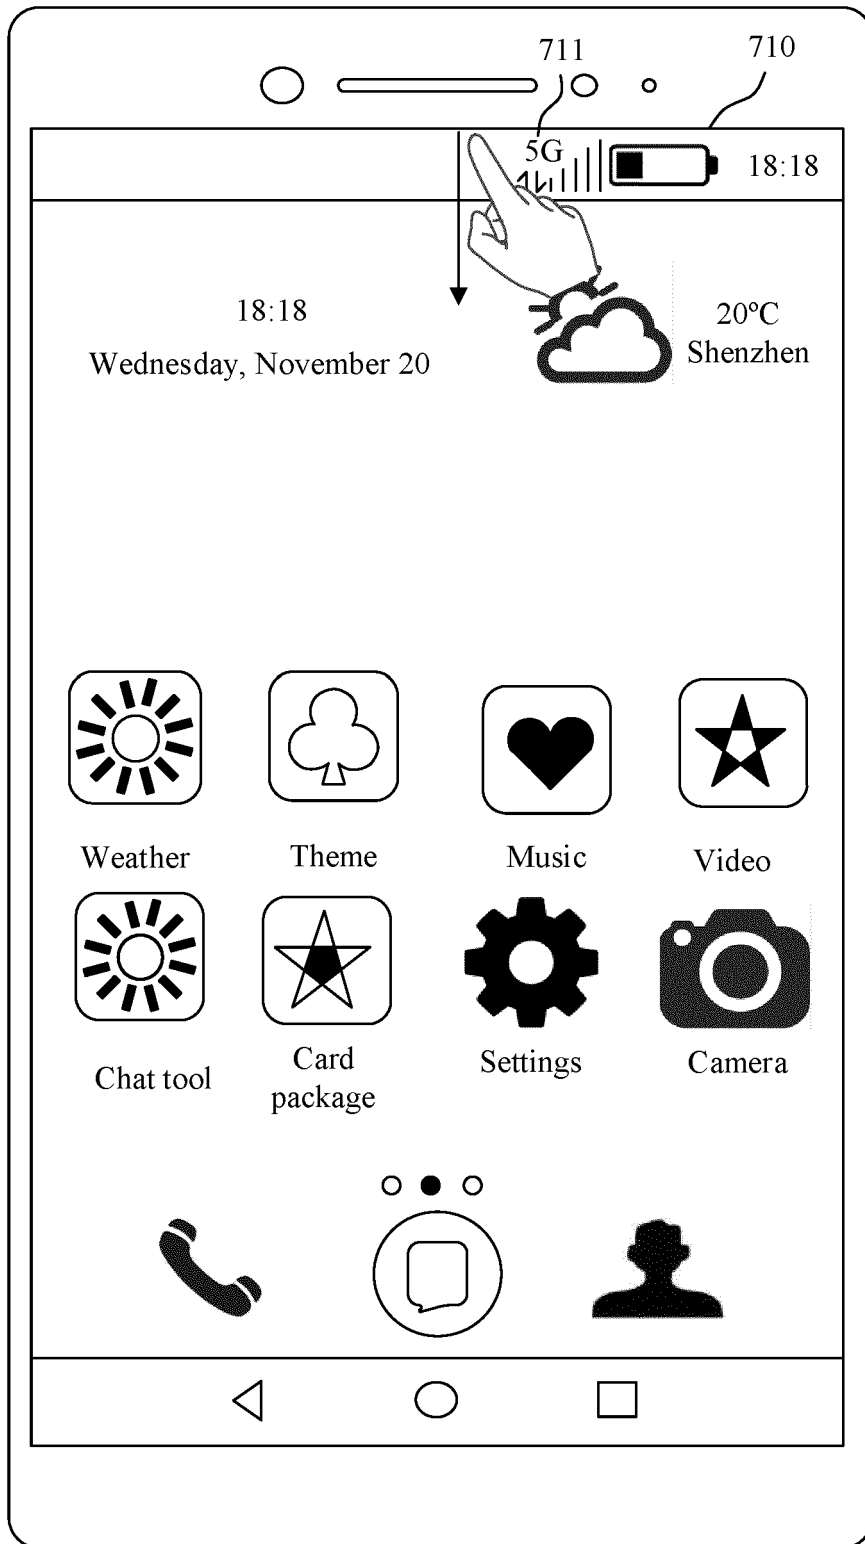 711
710
5G
18:18
18:18
Wednesday, November 20
20°C
Shenzhen
Weather
Theme
Music
Video
Chat tool
Card
package
Settings
Camera